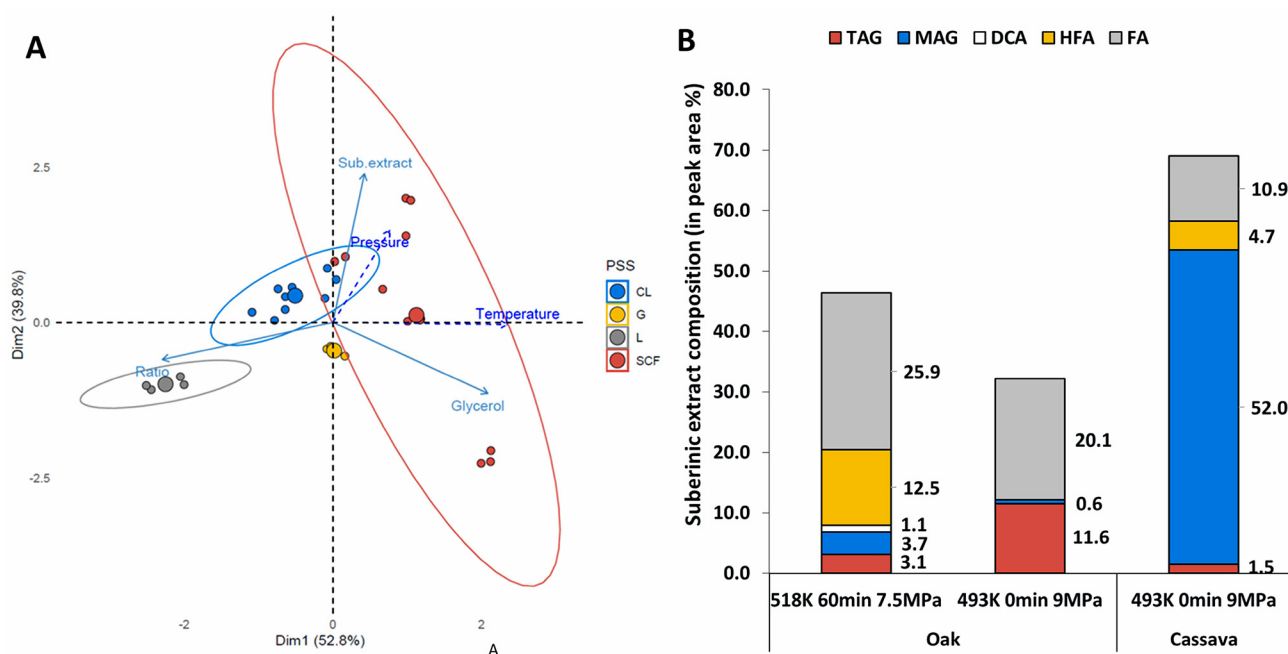 A
Dim2 (39.8%)
2.5
0.0
-2.5
Sub.extract
Pressure
Temperature
Ratio
Glycerol
PSS
CL
G
L
SCF
-2
0
2
Dim1 (52.8%)
A
B
TAG MAG DCA HFA FA
Suberinic extract composition (in peak area %)
80.0
70.0
60.0
50.0
40.0
30.0
20.0
10.0
0.0
25.9
12.5
1.1
3.7
3.1
20.1
0.6
11.6
10.9
4.7
52.0
1.5
518K 60min 7.5MPa 493K 0min 9MPa 493K 0min 9MPa
Oak Cassava